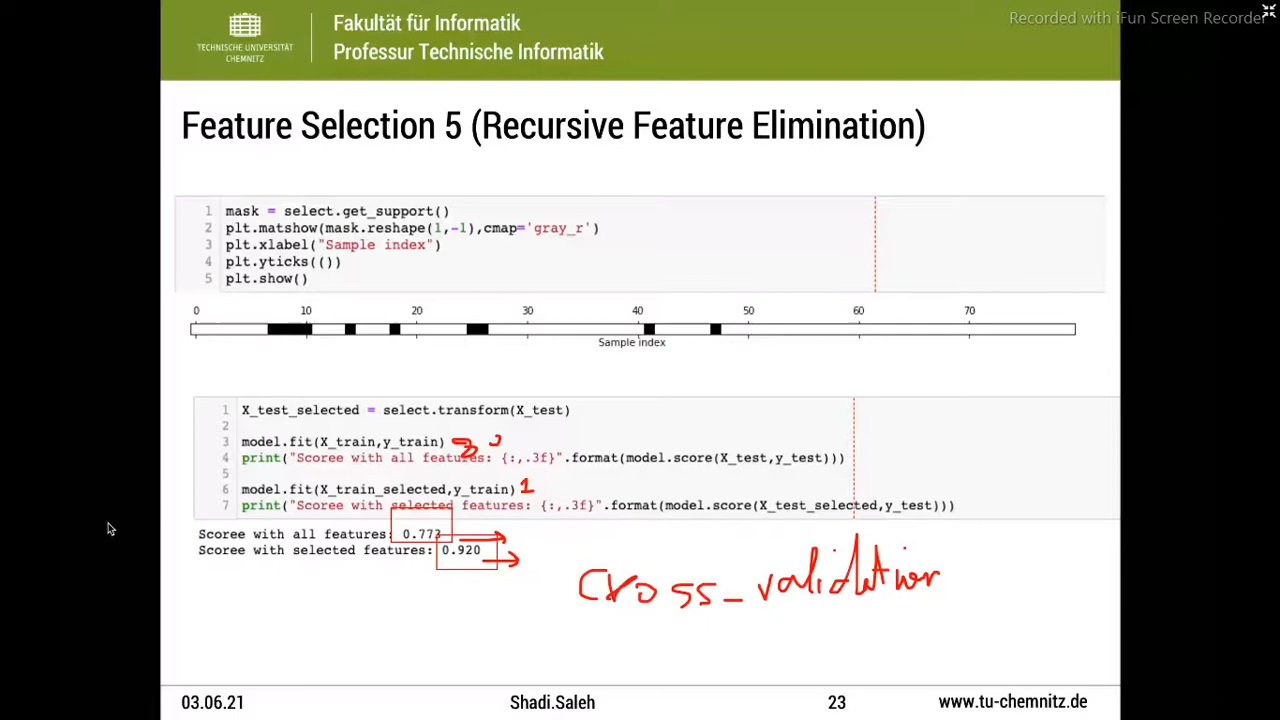 Recorded with iFun Screen Recorder
TECHNISCHE UNIVERSITÄT
CHEMNITZ
Fakultät für Informatik
Professur Technische Informatik
Feature Selection 5 (Recursive Feature Elimination)
1 mask = select.get_support()
2 plt.matshow(mask.reshape(1,-1),cmap='gray_r')
3 plt.xlabel("Sample index")
4 plt.yticks(())
5 plt.show()
0 10 20 30 40 50 60 70
Sample index
1 X_test_selected = select.transform(X_test)
2
3 model.fit(X_train,y_train)
4 print("Scoree with all features: {:,.3f}".format(model.score(X_test,y_test)))
5
6 model.fit(X_train_selected,y_train) 1
7 print("Scoree with selected features: {:,.3f}".format(model.score(X_test_selected,y_test)))
Scoree with all features: 0.773
Scoree with selected features: 0.920
cross_validation
03.06.21 Shadi.Saleh 23 www.tu-chemnitz.de